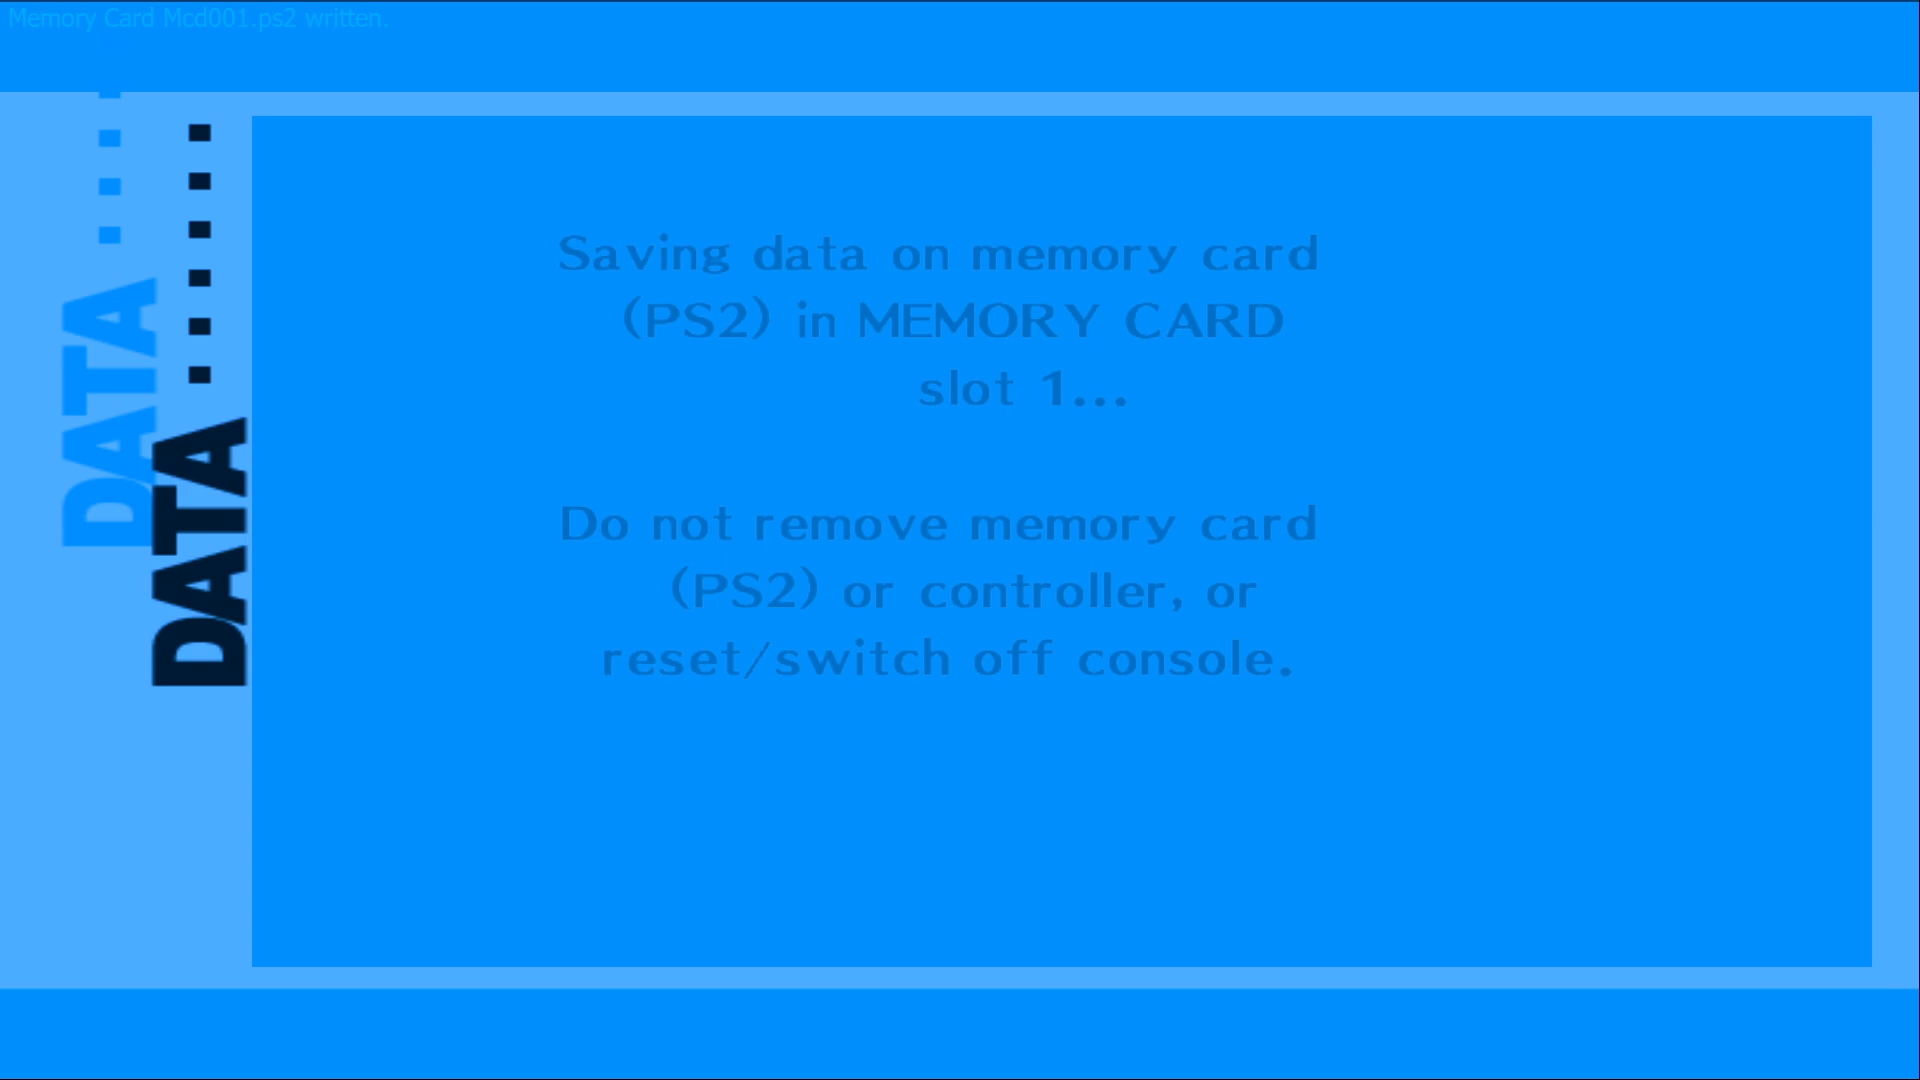 Memory Card Mcd001.ps2 written.
DATA ....
DATA ......
Saving data on memory card
(PS2) in MEMORY CARD
slot 1...
Do not remove memory card
(PS2) or controller, or
reset/switch off console.